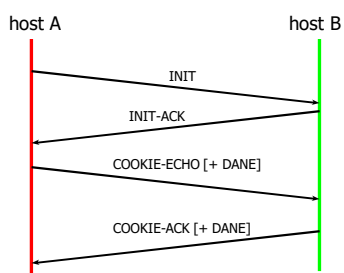 host A
host B
INIT
INIT-ACK
COOKIE-ECHO [+ DANE]
COOKIE-ACK [+ DANE]